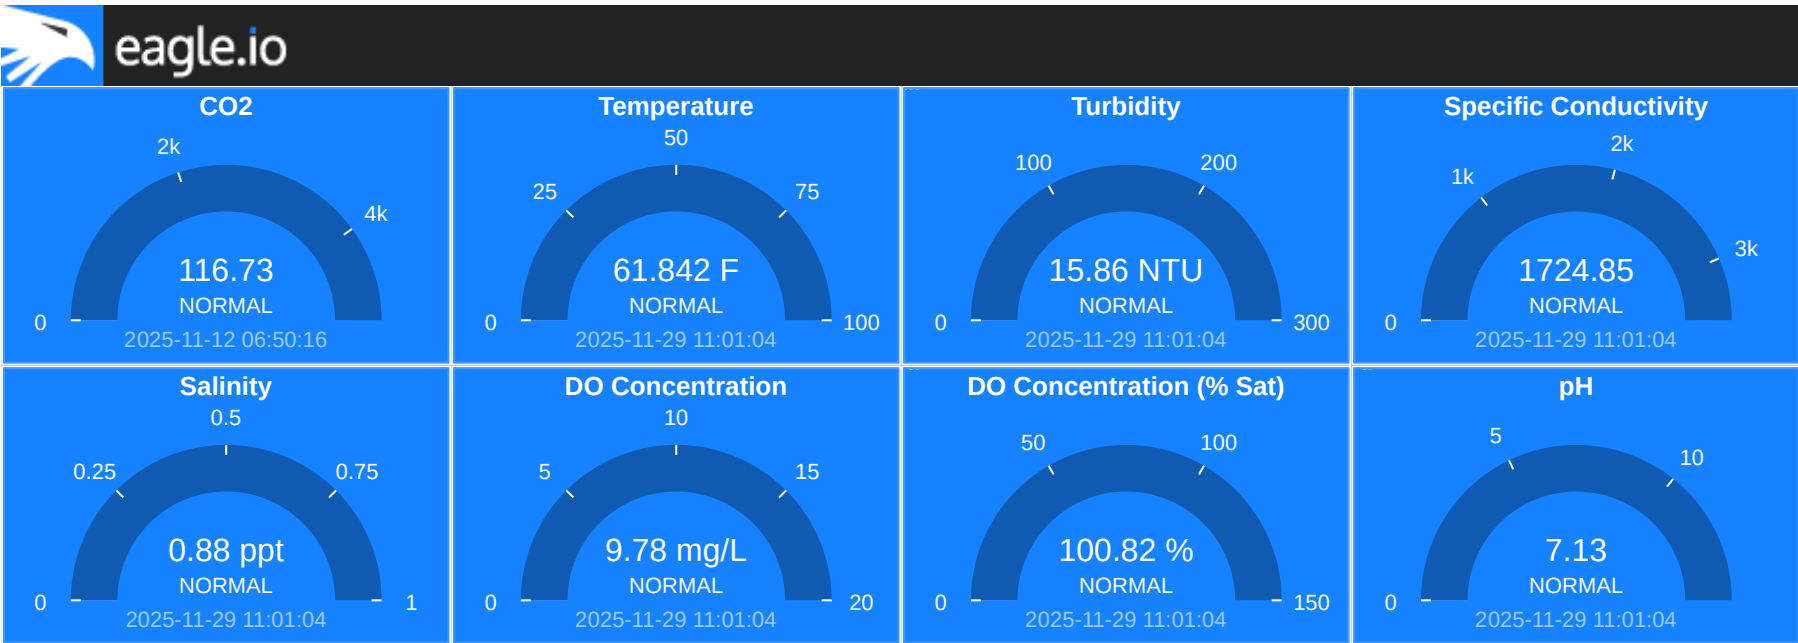 eagle.io
CO2
2k
4k
0
116.73
NORMAL
2025-11-12 06:50:16
Temperature
50
25
75
0
100
61.842 F
NORMAL
2025-11-29 11:01:04
Turbidity
100
200
0
300
15.86 NTU
NORMAL
2025-11-29 11:01:04
Specific Conductivity
2k
1k
3k
0
1724.85
NORMAL
2025-11-29 11:01:04
Salinity
0.5
0.25
0.75
0
1
0.88 ppt
NORMAL
2025-11-29 11:01:04
DO Concentration
10
5
15
0
20
9.78 mg/L
NORMAL
2025-11-29 11:01:04
DO Concentration (% Sat)
50
100
0
150
100.82 %
NORMAL
2025-11-29 11:01:04
pH
5
10
0
7.13
NORMAL
2025-11-29 11:01:04